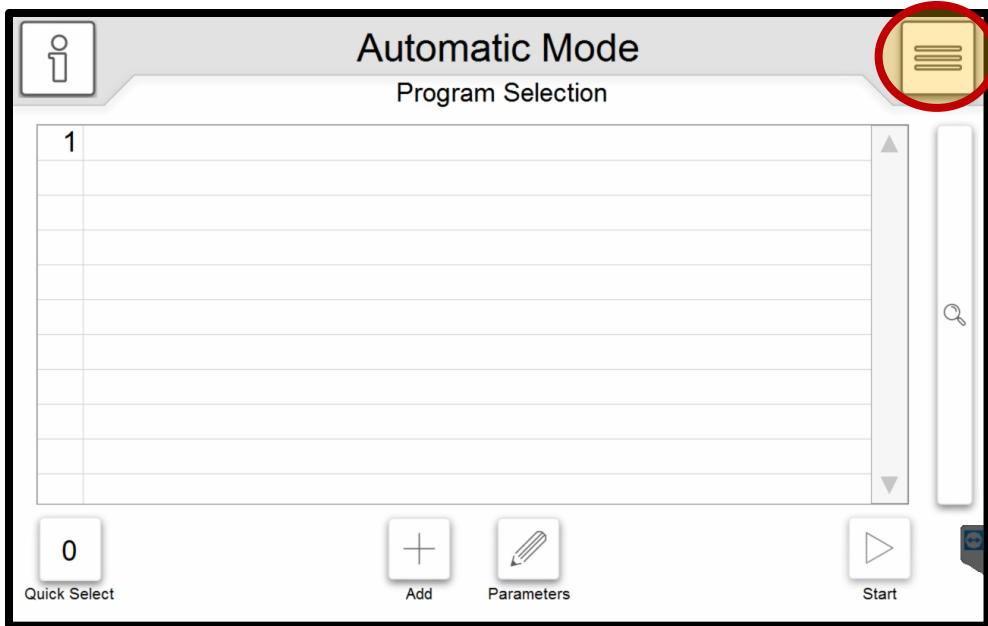 Automatic Mode
Program Selection
1
0
Quick Select
Add
Parameters
Start